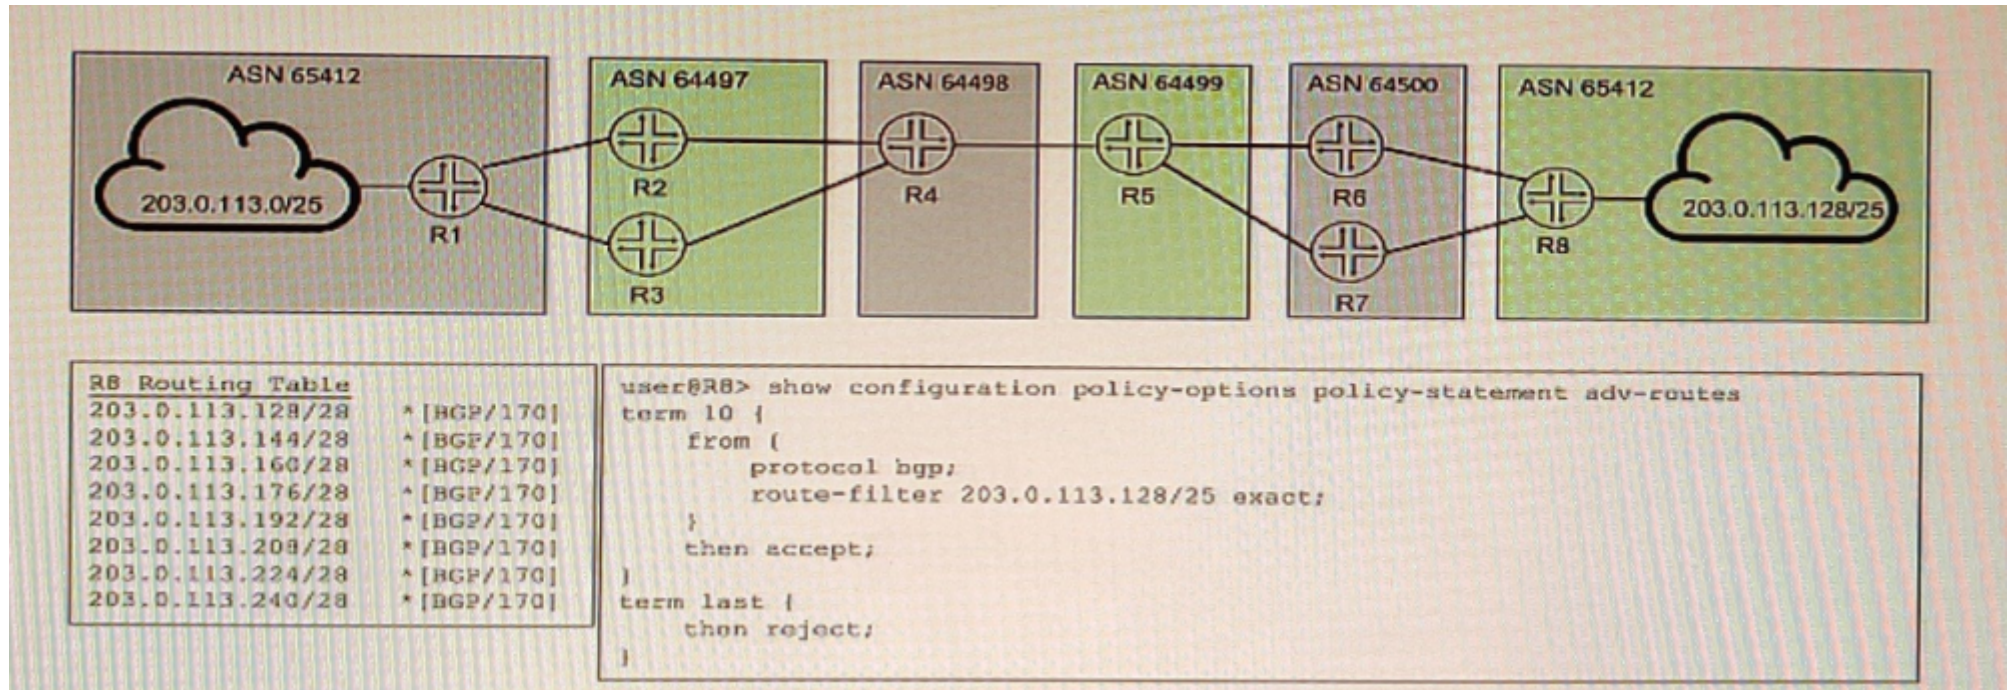 ASN 65412
ASN 64497
ASN 64498
ASN 64499
ASN 64500
ASN 65412
203.0.113.0/25
R1
R2
R3
R4
R5
R6
R7
R8
203.0.113.128/25
R8 Routing Table
203.0.113.128/28 *[BGP/170]
203.0.113.144/28 *[BGP/170]
203.0.113.160/28 *[BGP/170]
203.0.113.176/28 *[BGP/170]
203.0.113.192/28 *[BGP/170]
203.0.113.208/28 *[BGP/170]
203.0.113.224/28 *[BGP/170]
203.0.113.240/28 *[BGP/170]
user@R8> show configuration policy-options policy-statement adv-routes
term 10 {
from {
protocol bgp;
route-filter 203.0.113.128/25 exact;
}
then accept;
}
term last {
then reject;
}